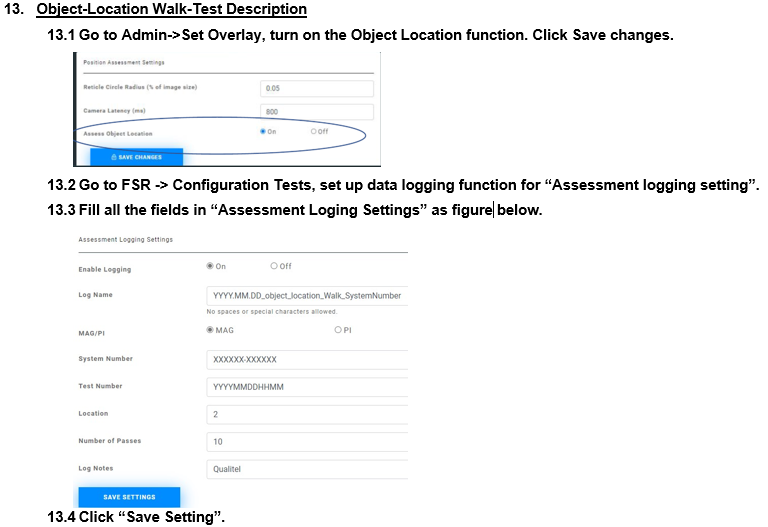 13. Object-Location Walk-Test Description
13.1 Go to Admin->Set Overlay, turn on the Object Location function. Click Save changes.
Position Assessment Settings
Reticle Circle Radius (% of image size) 0.05
Camera Latency (ms) 800
Assess Object Location On Off
SAVE CHANGES
13.2 Go to FSR -> Configuration Tests, set up data logging function for “Assessment logging setting”.
13.3 Fill all the fields in “Assessment Loging Settings” as figure below.
Assessment Logging Settings
Enable Logging On Off
Log Name YYYY.MM.DD_object_location_Walk_SystemNumber
No spaces or special characters allowed.
MAG/PI MAG PI
System Number XXXXXX-XXXXXX
Test Number YYYYMMDDHHMM
Location 2
Number of Passes 10
Log Notes Qualitel
SAVE SETTINGS
13.4 Click “Save Setting”.